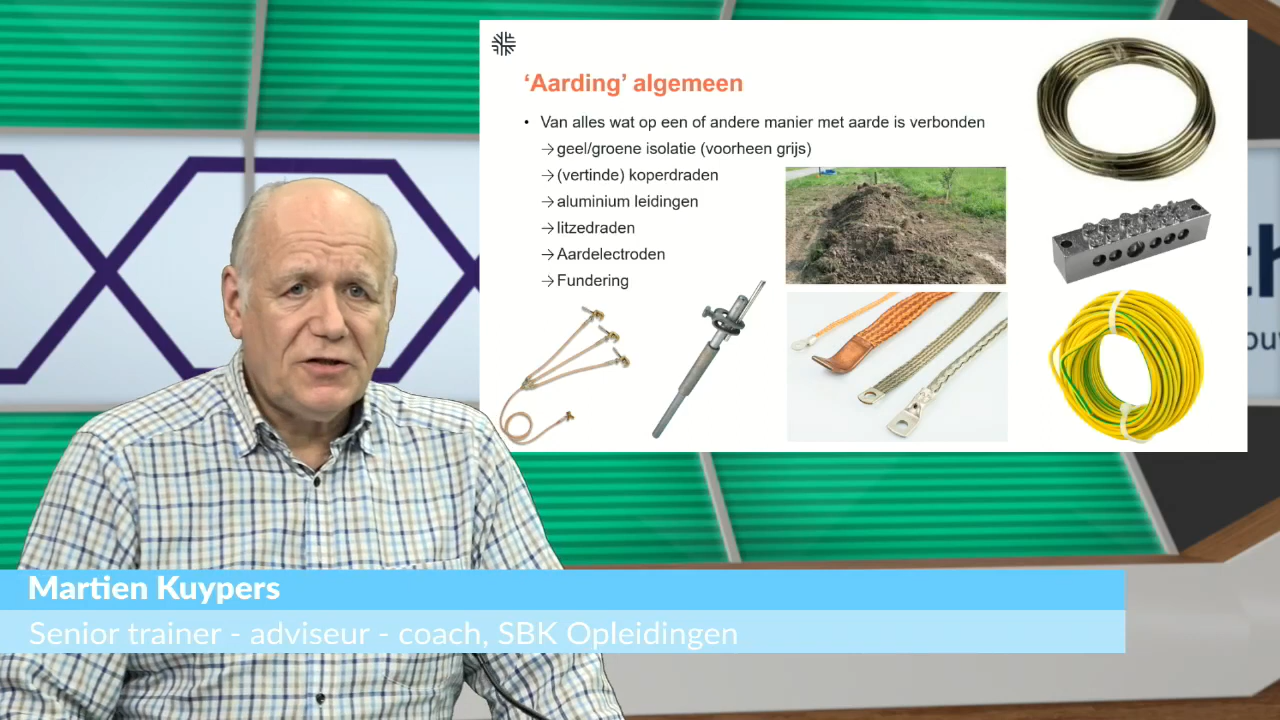 ‘Aarding’ algemeen
• Van alles wat op een of andere manier met aarde is verbonden
→geel/groene isolatie (voorheen grijs)
→(vertinde) koperdraden
→aluminium leidingen
→litzedraden
→Aardelectroden
→Fundering
Martien Kuypers
Senior trainer - adviseur - coach, SBK Opleidingen